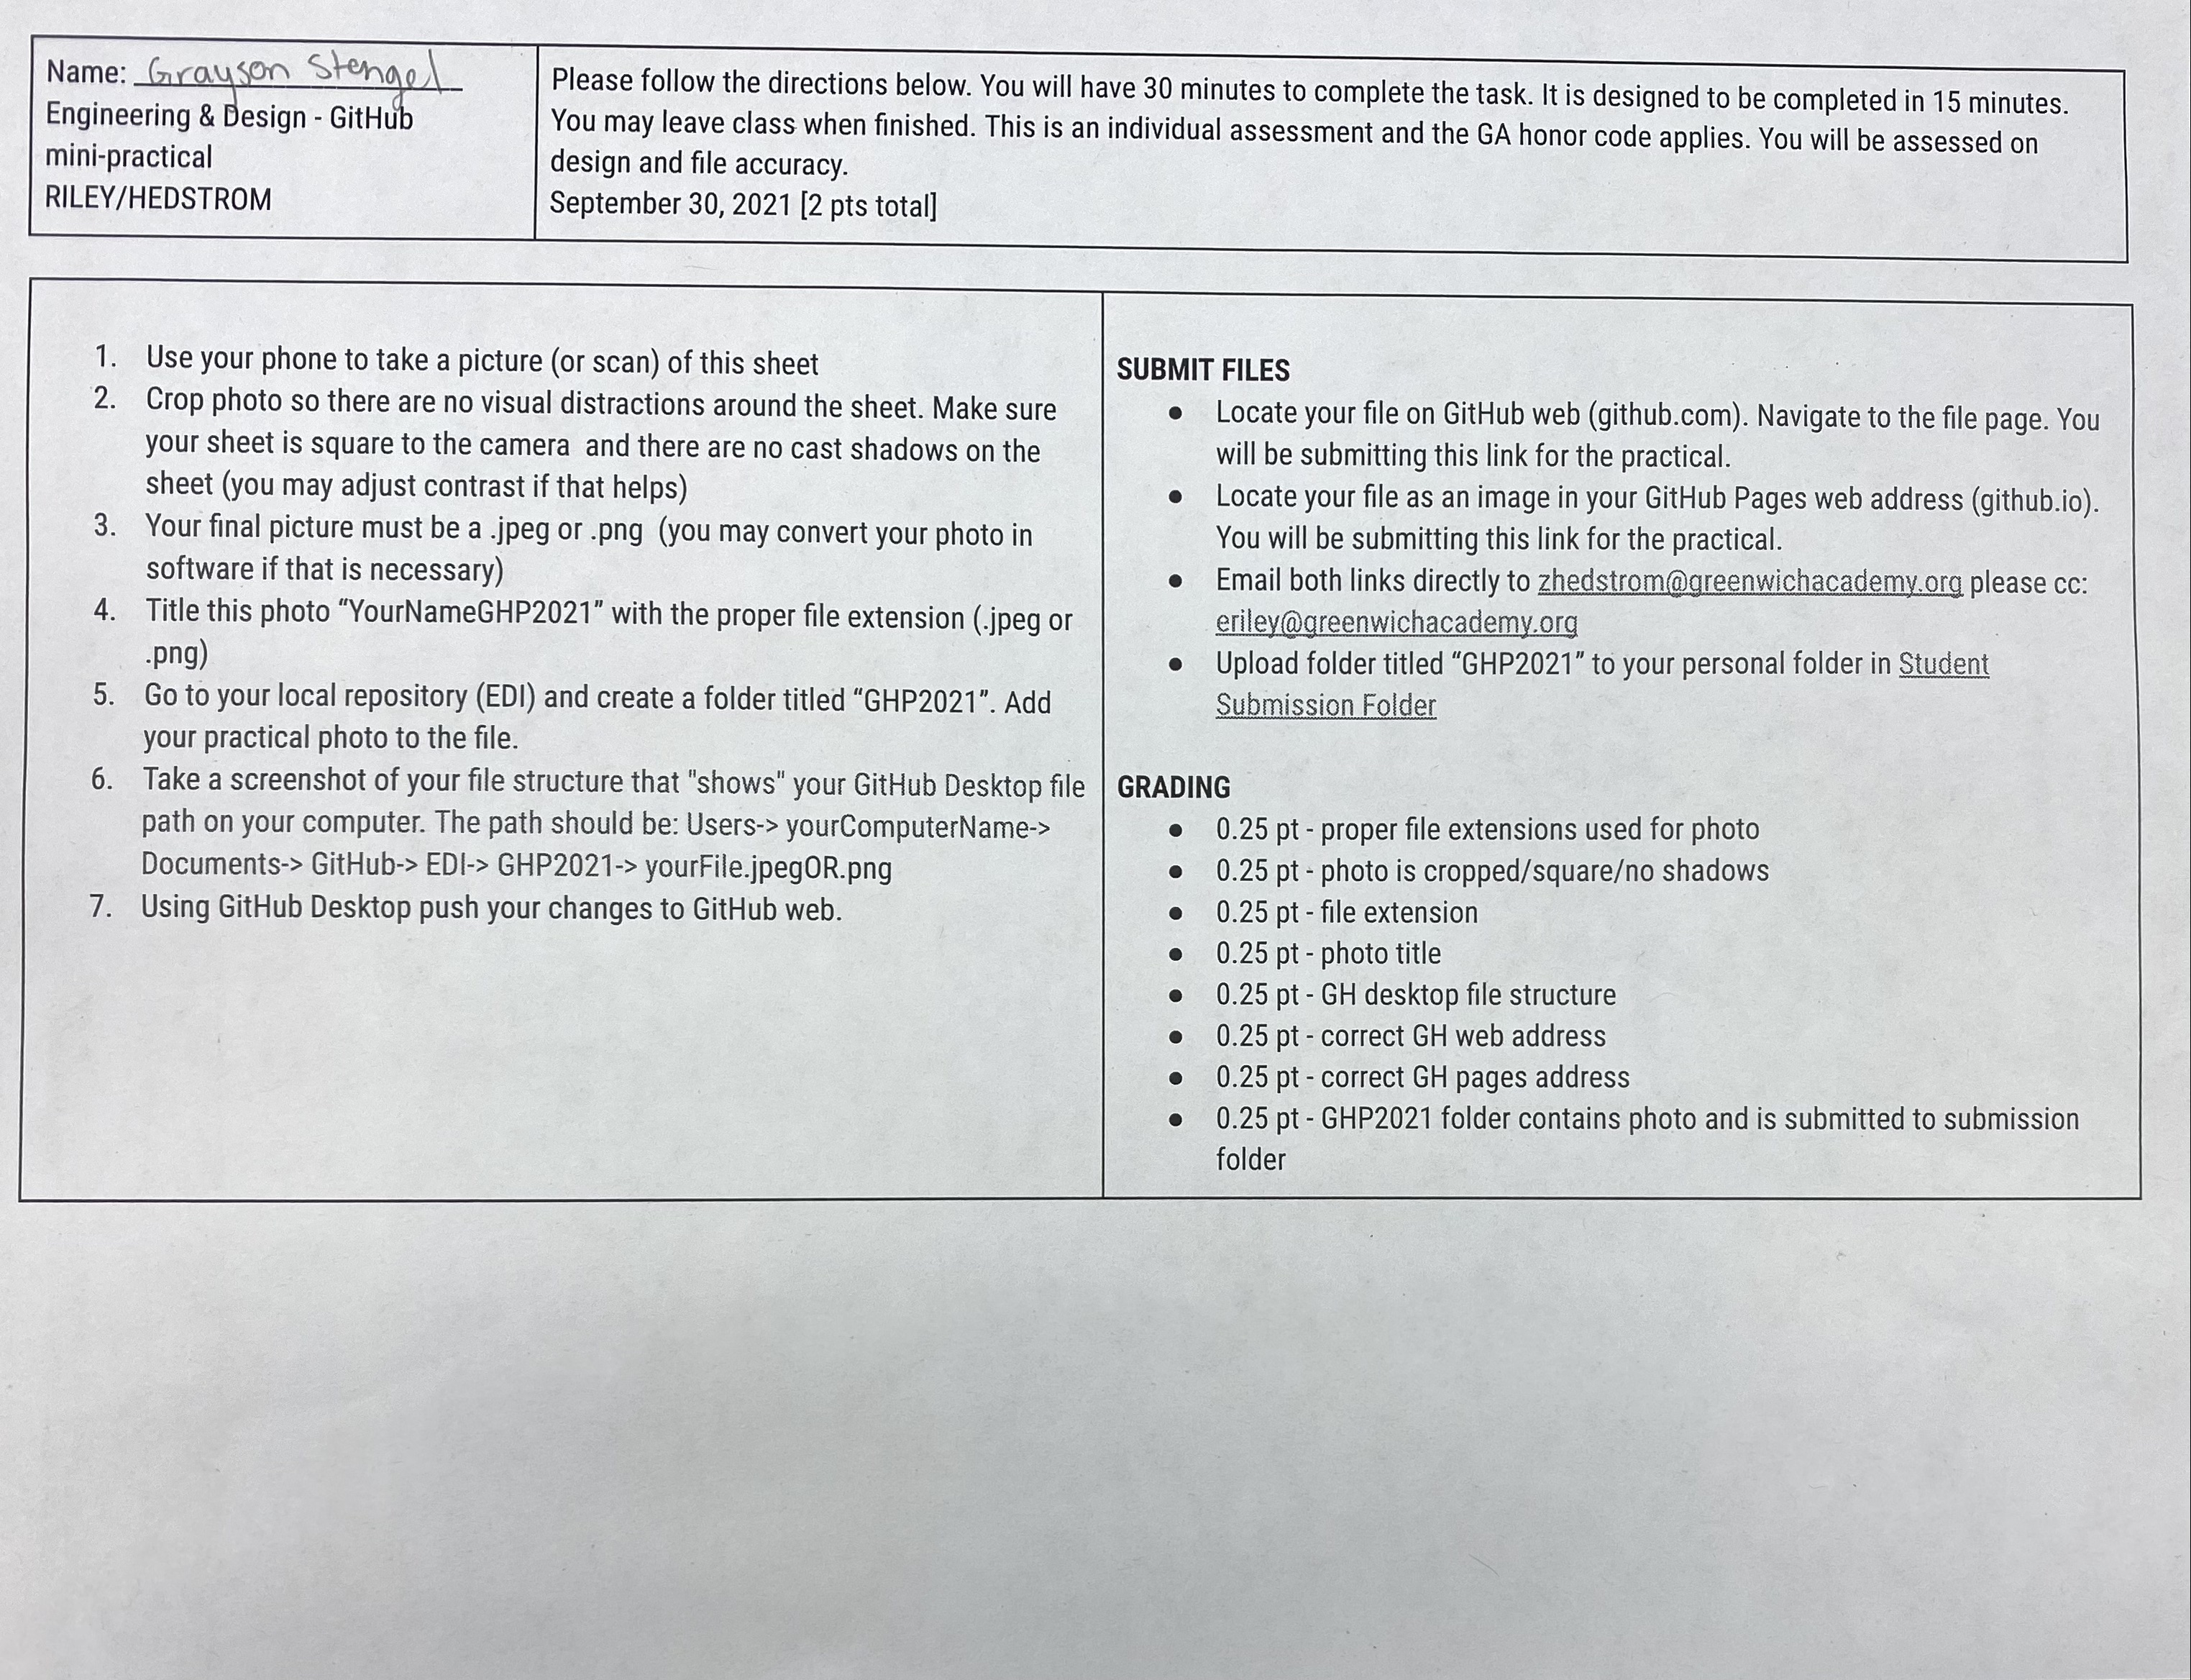 Name: Grayson Stengel
Engineering & Design - GitHub
mini-practical
RILEY/HEDSTROM
Please follow the directions below. You will have 30 minutes to complete the task. It is designed to be completed in 15 minutes.
You may leave class when finished. This is an individual assessment and the GA honor code applies. You will be assessed on
design and file accuracy.
September 30, 2021 [2 pts total]
1. Use your phone to take a picture (or scan) of this sheet
2. Crop photo so there are no visual distractions around the sheet. Make sure
your sheet is square to the camera and there are no cast shadows on the
sheet (you may adjust contrast if that helps)
3. Your final picture must be a .jpeg or .png (you may convert your photo in
software if that is necessary)
4. Title this photo “YourNameGHP2021” with the proper file extension (.jpeg or
.png)
5. Go to your local repository (EDI) and create a folder titled “GHP2021”. Add
your practical photo to the file.
6. Take a screenshot of your file structure that "shows" your GitHub Desktop file
path on your computer. The path should be: Users-> yourComputerName->
Documents-> GitHub-> EDI-> GHP2021-> yourFile.jpegOR.png
7. Using GitHub Desktop push your changes to GitHub web.
SUBMIT FILES
● Locate your file on GitHub web (github.com). Navigate to the file page. You
will be submitting this link for the practical.
● Locate your file as an image in your GitHub Pages web address (github.io).
You will be submitting this link for the practical.
● Email both links directly to zhedstrom@greenwichacademy.org please cc:
eriley@greenwichacademy.org
● Upload folder titled “GHP2021” to your personal folder in Student
Submission Folder
GRADING
● 0.25 pt - proper file extensions used for photo
● 0.25 pt - photo is cropped/square/no shadows
● 0.25 pt - file extension
● 0.25 pt - photo title
● 0.25 pt - GH desktop file structure
● 0.25 pt - correct GH web address
● 0.25 pt - correct GH pages address
● 0.25 pt - GHP2021 folder contains photo and is submitted to submission
folder